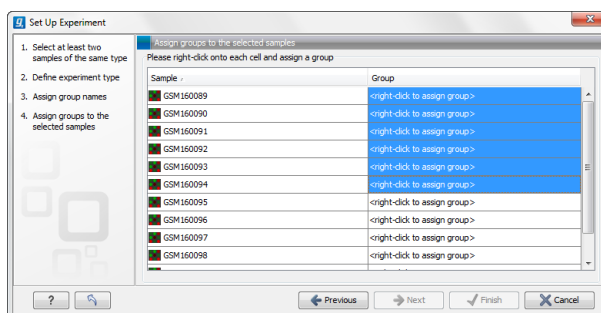 Set Up Experiment
1. Select at least two
samples of the same type
2. Define experiment type
3. Assign group names
4. Assign groups to the
selected samples
Assign groups to the selected samples
Please right-click onto each cell and assign a group
Sample Group
GSM160089 <right-click to assign group>
GSM160090 <right-click to assign group>
GSM160091 <right-click to assign group>
GSM160092 <right-click to assign group>
GSM160093 <right-click to assign group>
GSM160094 <right-click to assign group>
GSM160095 <right-click to assign group>
GSM160096 <right-click to assign group>
GSM160097 <right-click to assign group>
GSM160098 <right-click to assign group>
? Previous Next Finish Cancel